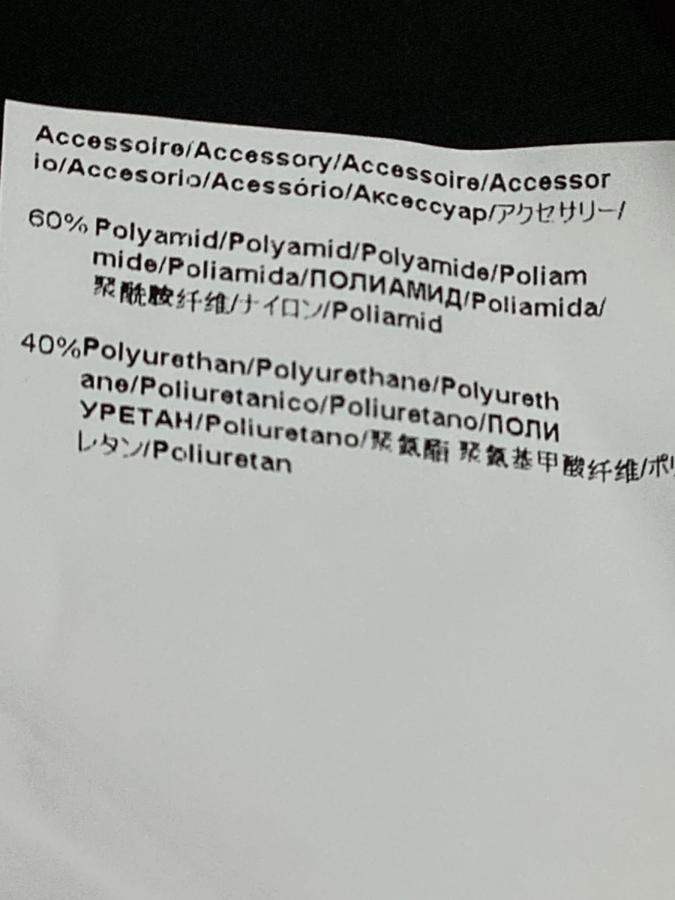 Accessoire/Accessory/Accessoire/Accessor
io/Accesorio/Acessório/Аксессуар/アクセサリー/
60% Polyamid/Polyamid/Polyamide/Poliam
mide/Poliamida/ПОЛИАМИД/Poliamida/
聚酰胺纤维/ナイロン/Poliamid
40%Polyurethan/Polyurethane/Polyureth
ane/Poliuretanico/Poliuretano/ПОЛИ
УРЕТАН/Poliuretano/聚氨酯 聚氨基甲酸纤维/ポリ
レタン/Poliuretan